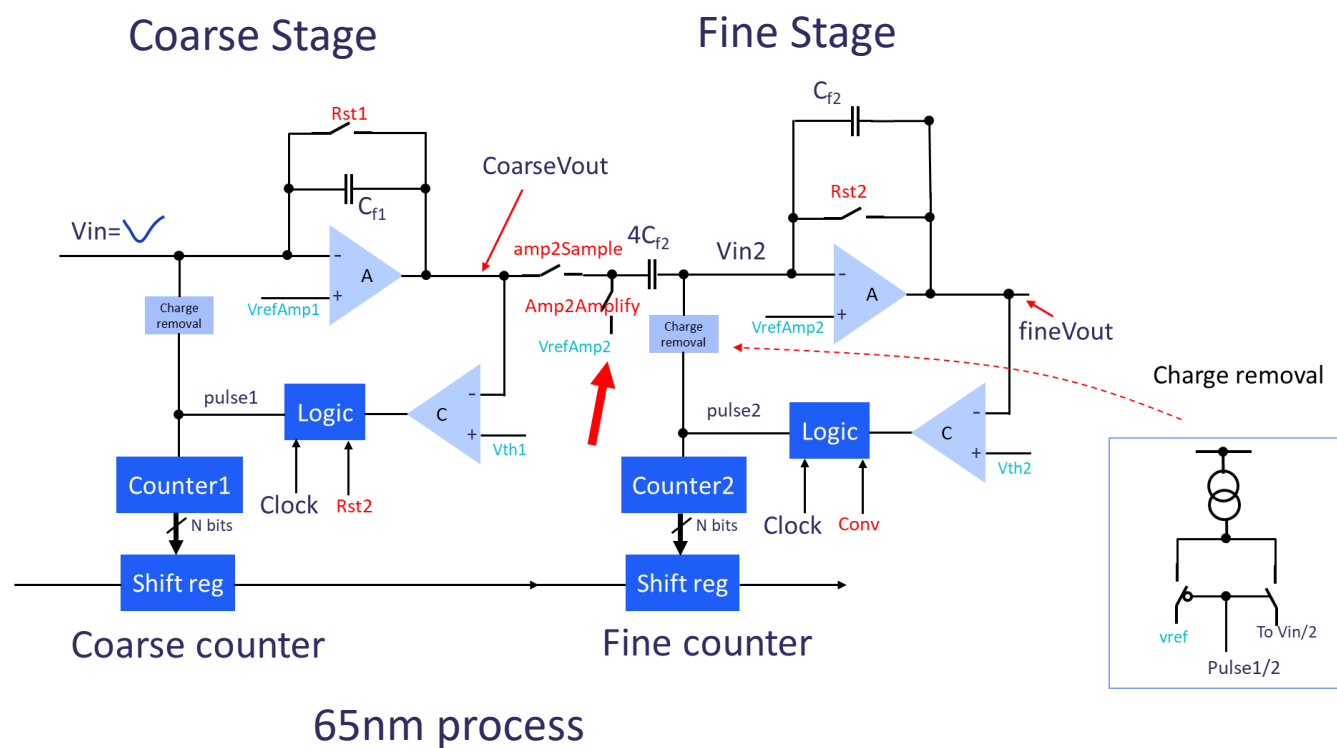 Coarse Stage
Fine Stage
Rst1
Cf1
CoarseVout
Vin=
-
A
+
VrefAmp1
Charge
removal
amp2Sample
4Cf2
Amp2Amplify
VrefAmp2
Vin2
Cf2
Rst2
-
A
+
VrefAmp2
fineVout
Charge
removal
Charge removal
pulse1
Logic
-
C
+
Vth1
Counter1
Clock
Rst2
N bits
Shift reg
pulse2
Logic
-
C
+
Vth2
Counter2
Clock
Conv
N bits
Shift reg
vref
To Vin/2
Pulse1/2
Coarse counter
Fine counter
65nm process